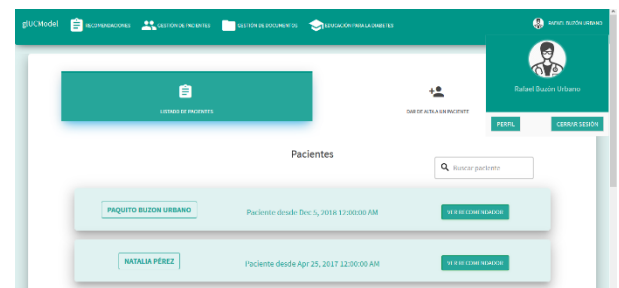 glUCModel
RECOMENDACIONES
GESTIÓN DE PACIENTES
GESTIÓN DE DOCUMENTOS
EDUCACIÓN PARA LA DIABETES
RAFAEL BUZÓN URBANO
Rafael Buzón Urbano
PERFIL
CERRAR SESIÓN
LISTADO DE PACIENTES
DAR DE ALTA A UN PACIENTE
Pacientes
Buscar paciente
PAQUITO BUZON URBANO
Paciente desde Dec 5, 2018 12:00:00 AM
VER RECOMENDADOR
NATALIA PÉREZ
Paciente desde Apr 25, 2017 12:00:00 AM
VER RECOMENDADOR